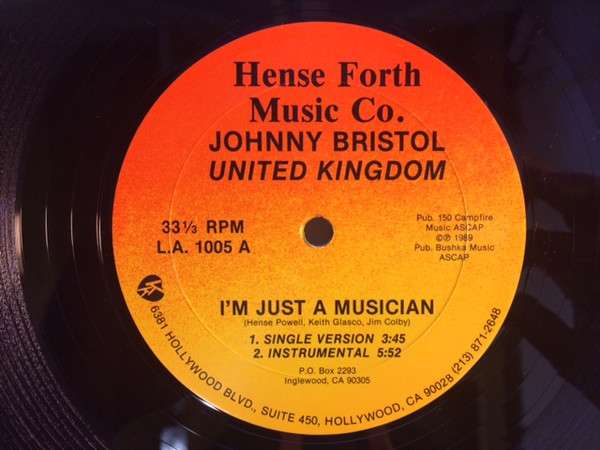 Hense Forth
Music Co.
JOHNNY BRISTOL
UNITED KINGDOM
33⅓ RPM
L.A. 1005 A
Pub. 150 Campfire
Music ASCAP
©℗ 1989
Pub. Bushka Music
ASCAP
I'M JUST A MUSICIAN
(Hense Powell, Keith Glasco, Jim Colby)
1. SINGLE VERSION 3:45
2. INSTRUMENTAL 5:52
P.O. Box 2293
Inglewood, CA 90305
6381 HOLLYWOOD BLVD., SUITE 450, HOLLYWOOD, CA 90028 (213) 871-2648